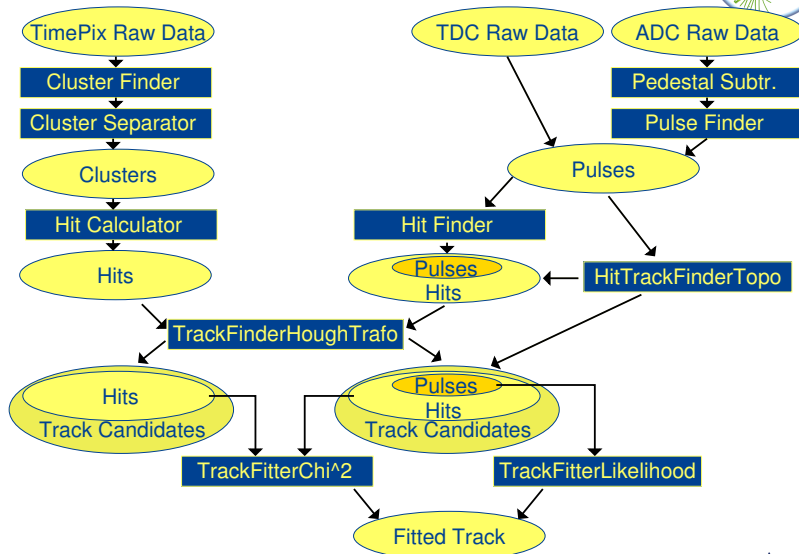 TimePix Raw Data
TDC Raw Data
ADC Raw Data
Cluster Finder
Pedestal Subtr.
Cluster Separator
Pulse Finder
Clusters
Pulses
Hit Calculator
Hit Finder
Hits
Pulses
Hits
HitTrackFinderTopo
TrackFinderHoughTrafo
Hits
Track Candidates
Pulses
Hits
Track Candidates
TrackFitterChi^2
TrackFitterLikelihood
Fitted Track